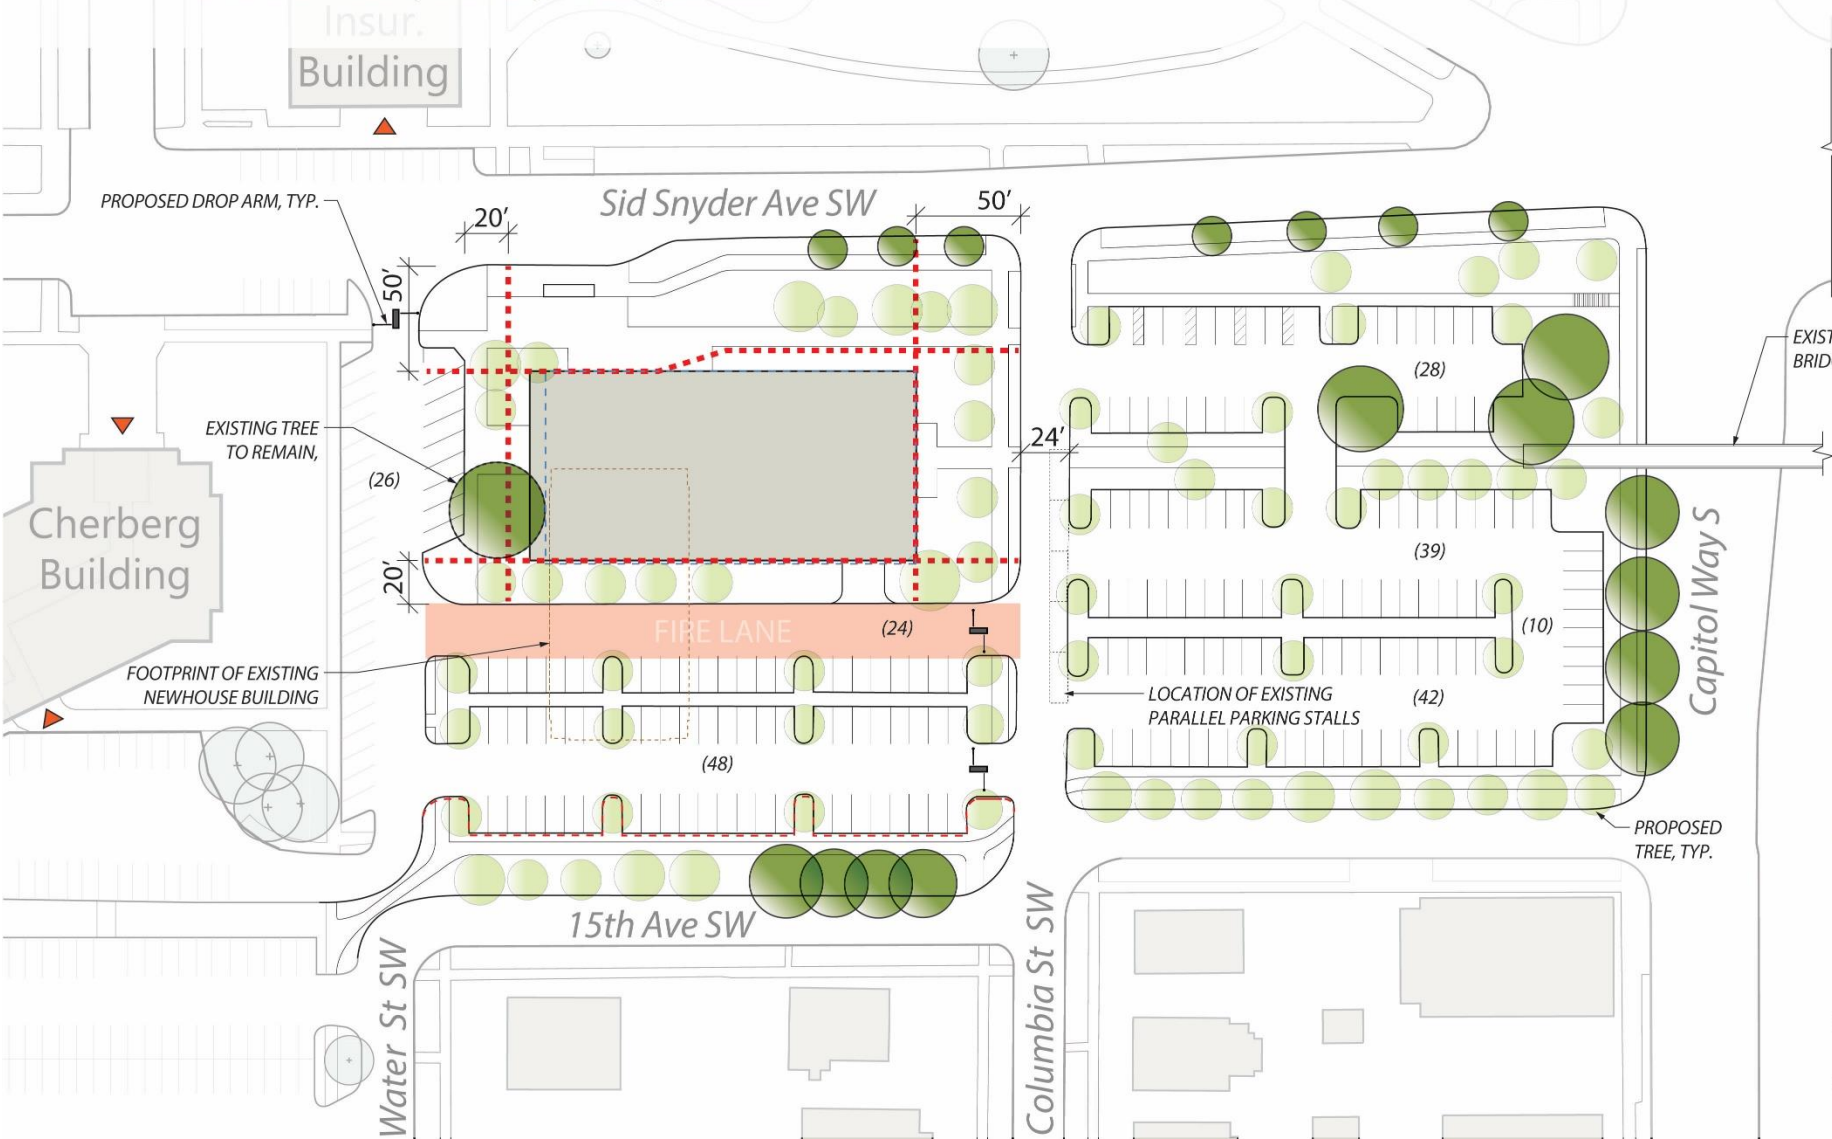 Insur.
Building
PROPOSED DROP ARM, TYP.
20'
Sid Snyder Ave SW
50'
50'
EXIST
BRID
(28)
EXISTING TREE
TO REMAIN,
(26)
24'
Cherberg
Building
Capitol Way S
(39)
20'
FIRE LANE
(24)
(10)
FOOTPRINT OF EXISTING
NEWHOUSE BUILDING
LOCATION OF EXISTING
PARALLEL PARKING STALLS
(42)
(48)
PROPOSED
TREE, TYP.
15th Ave SW
Water St SW
Columbia St SW